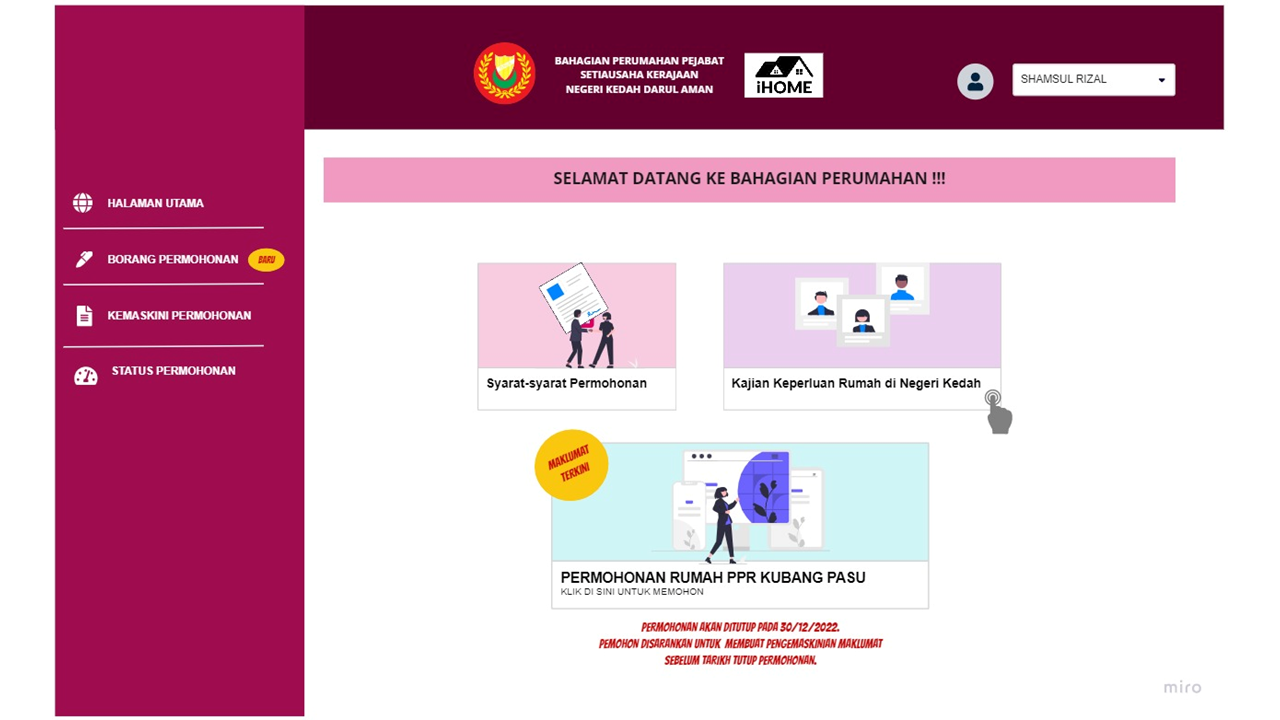 BAHAGIAN PERUMAHAN PEJABAT
SETIAUSAHA KERAJAAN
NEGERI KEDAH DARUL AMAN
iHOME
SHAMSUL RIZAL
SELAMAT DATANG KE BAHAGIAN PERUMAHAN !!!
HALAMAN UTAMA
BORANG PERMOHONAN
BARU
KEMASKINI PERMOHONAN
STATUS PERMOHONAN
Syarat-syarat Permohonan
Kajian Keperluan Rumah di Negeri Kedah
MAKLUMAT
TERKINI
PERMOHONAN RUMAH PPR KUBANG PASU
KLIK DI SINI UNTUK MEMOHON
PERMOHONAN AKAN DITUTUP PADA 30/12/2022.
PEMOHON DISARANKAN UNTUK MEMBUAT PENGEMASKINIAN MAKLUMAT
SEBELUM TARIKH TUTUP PERMOHONAN.
miro